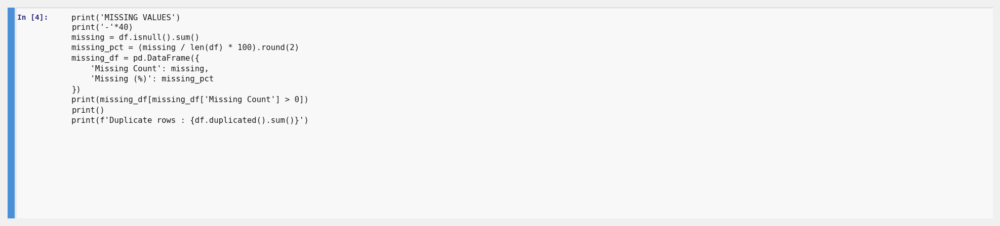 In [4]: print('MISSING VALUES')
print('-'*40)
missing = df.isnull().sum()
missing_pct = (missing / len(df) * 100).round(2)
missing_df = pd.DataFrame({
    'Missing Count': missing,
    'Missing (%)': missing_pct
})
print(missing_df[missing_df['Missing Count'] > 0])
print()
print(f'Duplicate rows : {df.duplicated().sum()}')